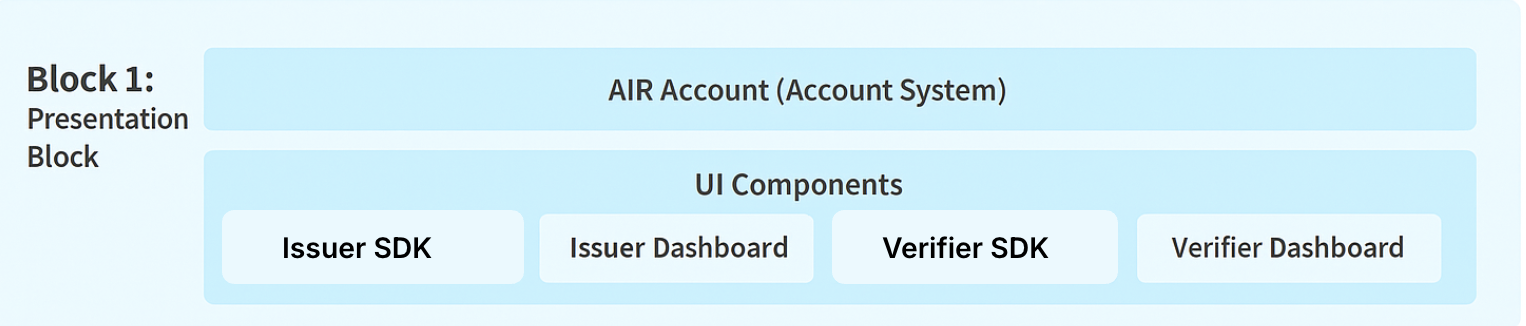 Block 1:
Presentation
Block
AIR Account (Account System)
UI Components
Issuer SDK
Issuer Dashboard
Verifier SDK
Verifier Dashboard